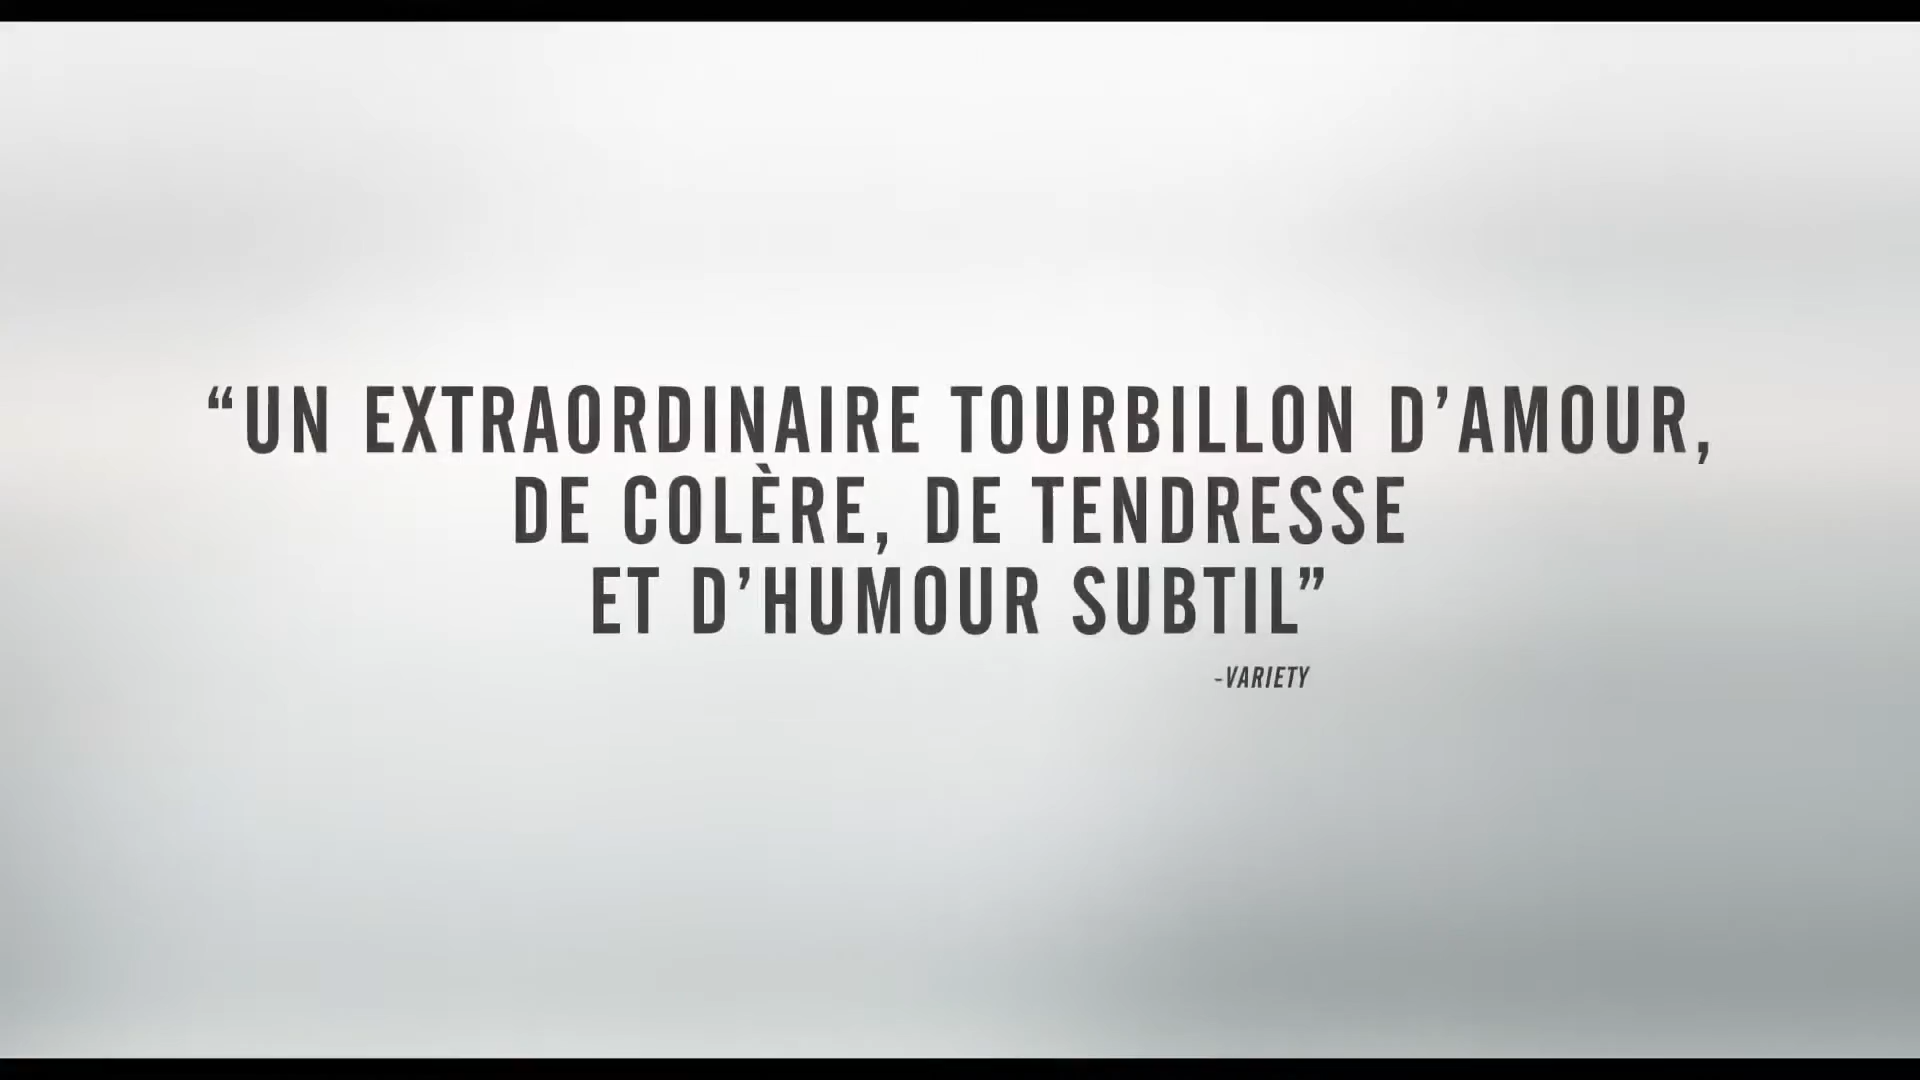 “UN EXTRAORDINAIRE TOURBILLON D’AMOUR,
DE COLÈRE, DE TENDRESSE
ET D’HUMOUR SUBTIL”
-VARIETY